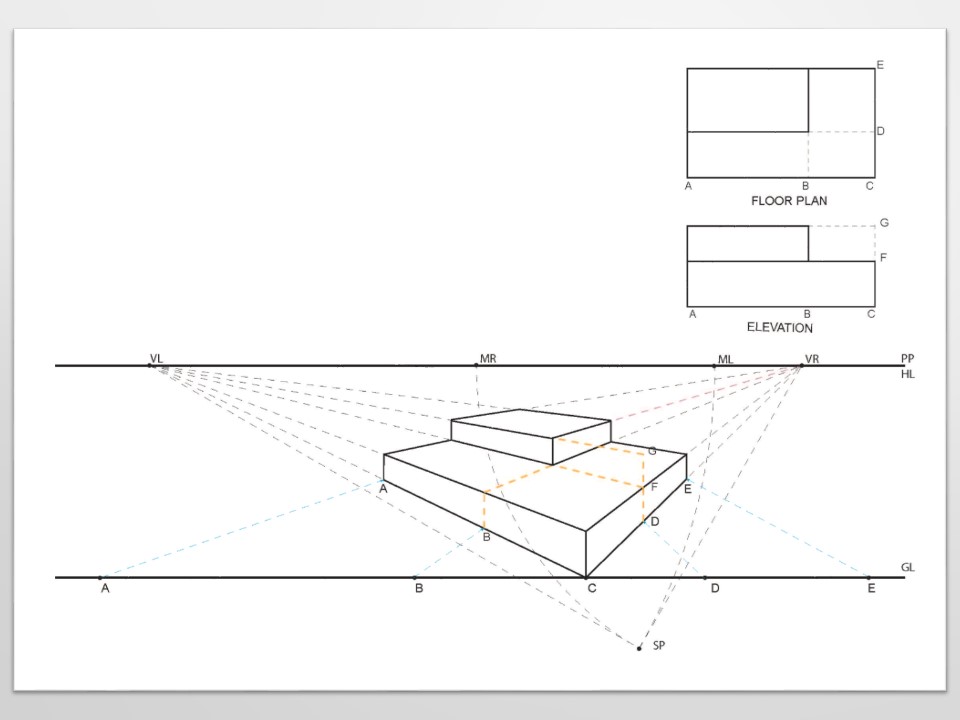 E
D
A B C
FLOOR PLAN
G
F
A B C
ELEVATION
VL MR ML VR PP
HL
G
F
A E
D
B
GL
A B C D E
SP